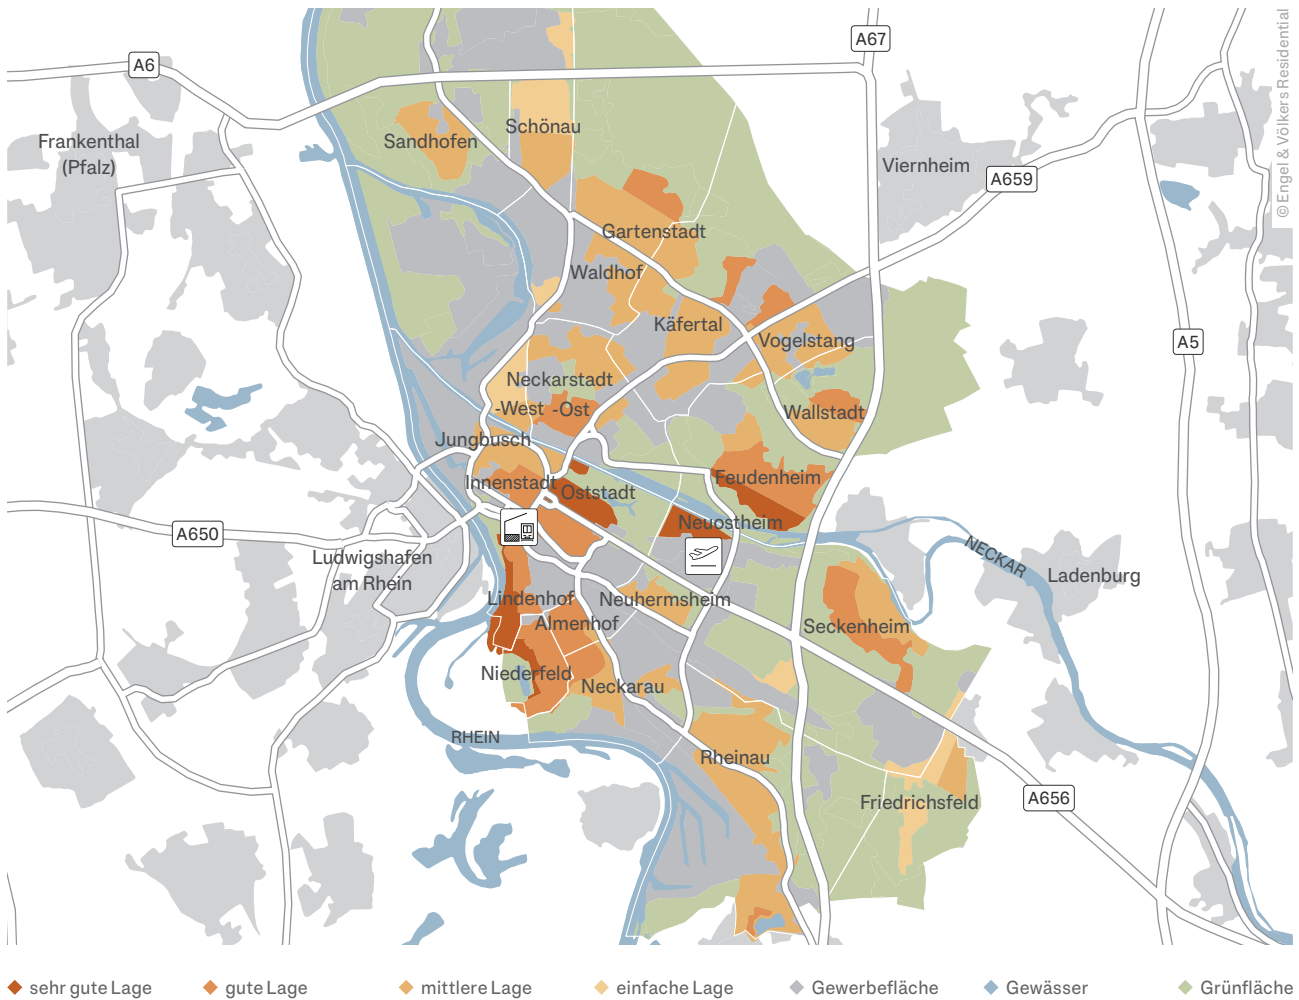 A67
© Engel & Völkers Residential
A6
Schönau
Sandhofen
Frankenthal
(Pfalz)
Viernheim
A659
Gartenstadt
Waldhof
Käfertal
Vogelstang
A5
Neckarstadt
-West -Ost
Wallstadt
Jungbusch
Innenstadt
Feudenheim
Oststadt
Neuostheim
A650
Ludwigshafen
am Rhein
NECKAR
Ladenburg
Lindenhof
Neuhermsheim
Almenhof
Seckenheim
Niederfeld
Neckarau
RHEIN
Rheinau
Friedrichsfeld
A656
sehr gute Lage
gute Lage
mittlere Lage
einfache Lage
Gewerbefläche
Gewässer
Grünfläche